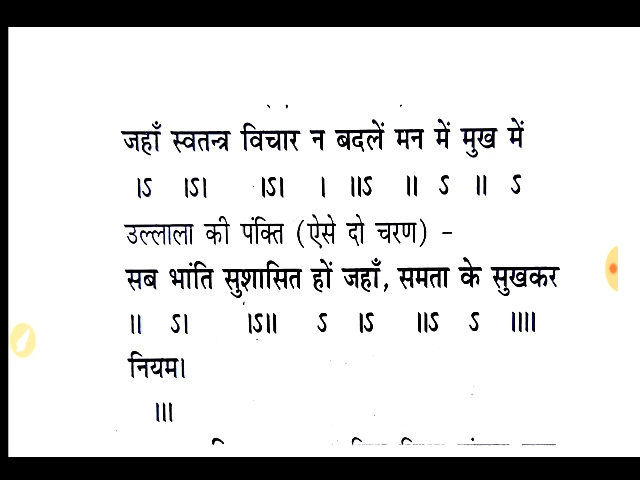 जहाँ स्वतन्त्र विचार न बदलें मन में मुख में
।ऽ ।ऽ। ।ऽ। । ॥ऽ ॥ ऽ ॥ ऽ
उल्लाला की पंक्ति (ऐसे दो चरण) –
सब भांति सुशासित हों जहाँ, समता के सुखकर
॥ ऽ। ।ऽ॥ ऽ ।ऽ ॥ऽ ऽ ॥॥
नियम।
॥।